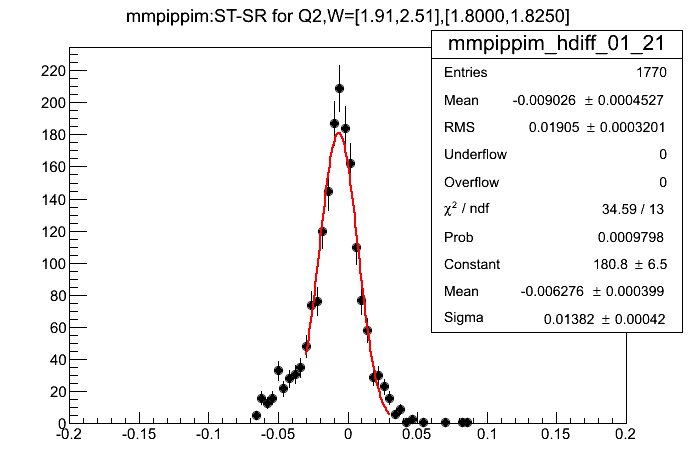 mmpippim:ST-SR for Q2,W=[1.91,2.51],[1.8000,1.8250]
mmpippim_hdiff_01_21
Entries 1770
Mean -0.009026 ± 0.0004527
RMS 0.01905 ± 0.0003201
Underflow 0
Overflow 0
χ² / ndf 34.59 / 13
Prob 0.0009798
Constant 180.8 ± 6.5
Mean -0.006276 ± 0.000399
Sigma 0.01382 ± 0.00042
220
200
180
160
140
120
100
80
60
40
20
0
-0.2 -0.15 -0.1 -0.05 0 0.05 0.1 0.15 0.2